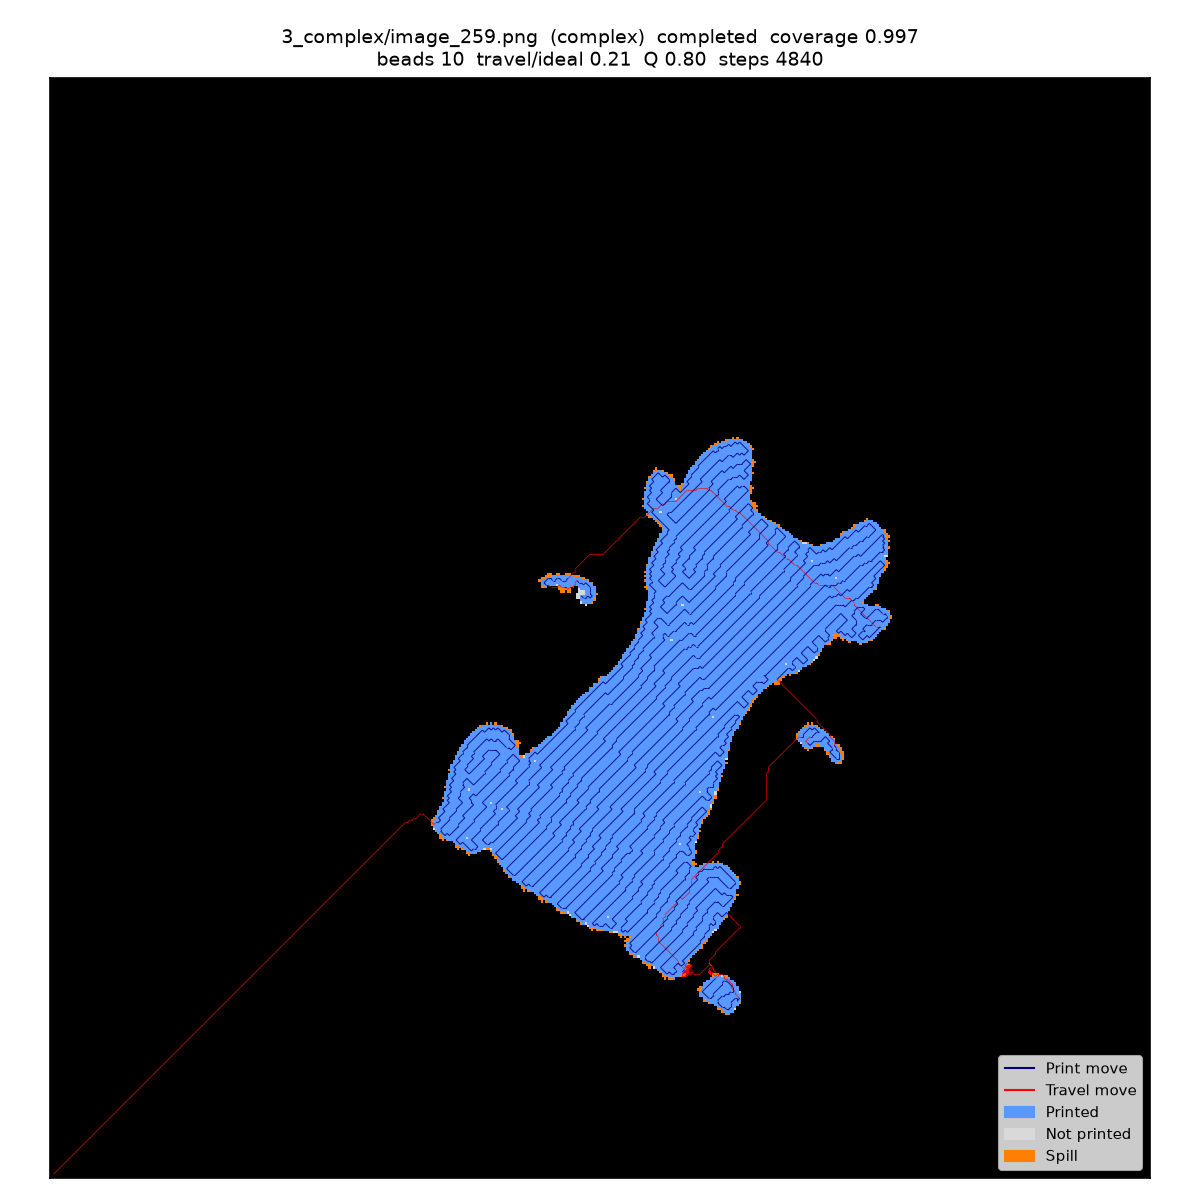 3_complex/image_259.png  (complex)  completed  coverage 0.997
beads 10  travel/ideal 0.21  Q 0.80  steps 4840
Print move
Travel move
Printed
Not printed
Spill